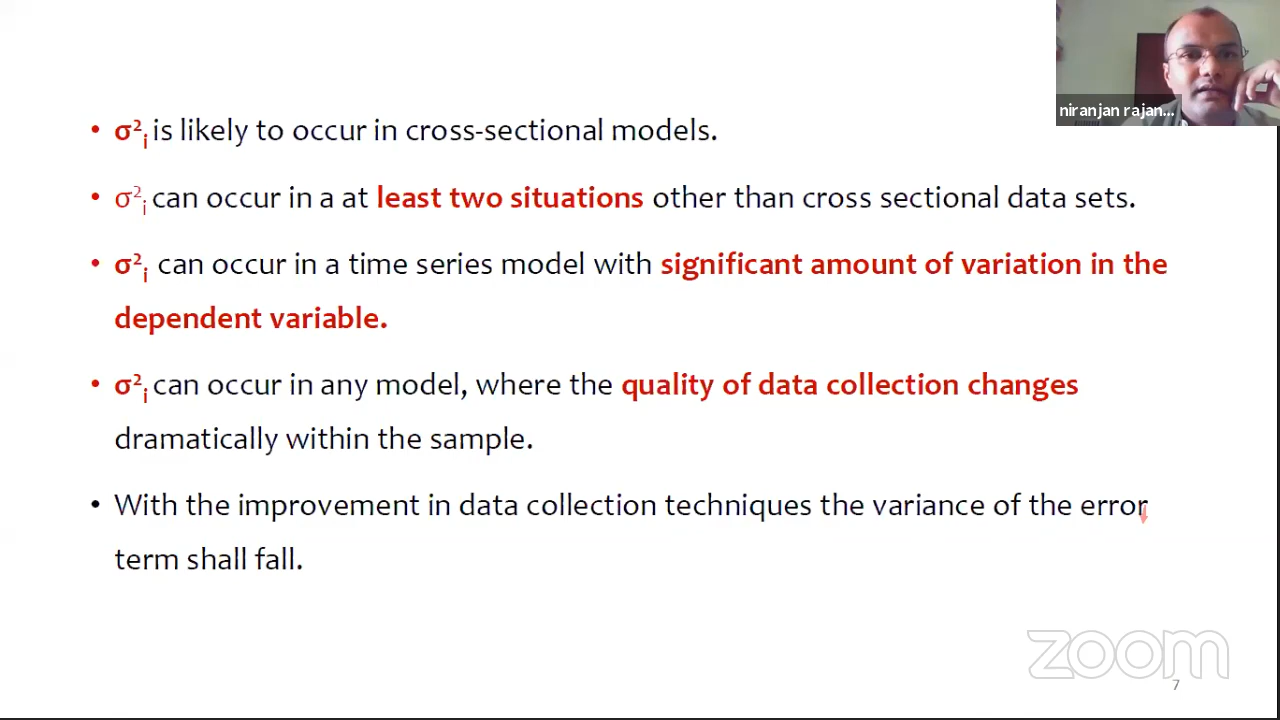 niranjan rajan...
• σ²ᵢ is likely to occur in cross-sectional models.
• σ²ᵢ can occur in a at least two situations other than cross sectional data sets.
• σ²ᵢ can occur in a time series model with significant amount of variation in the
dependent variable.
• σ²ᵢ can occur in any model, where the quality of data collection changes
dramatically within the sample.
• With the improvement in data collection techniques the variance of the error
term shall fall.
zoom
7